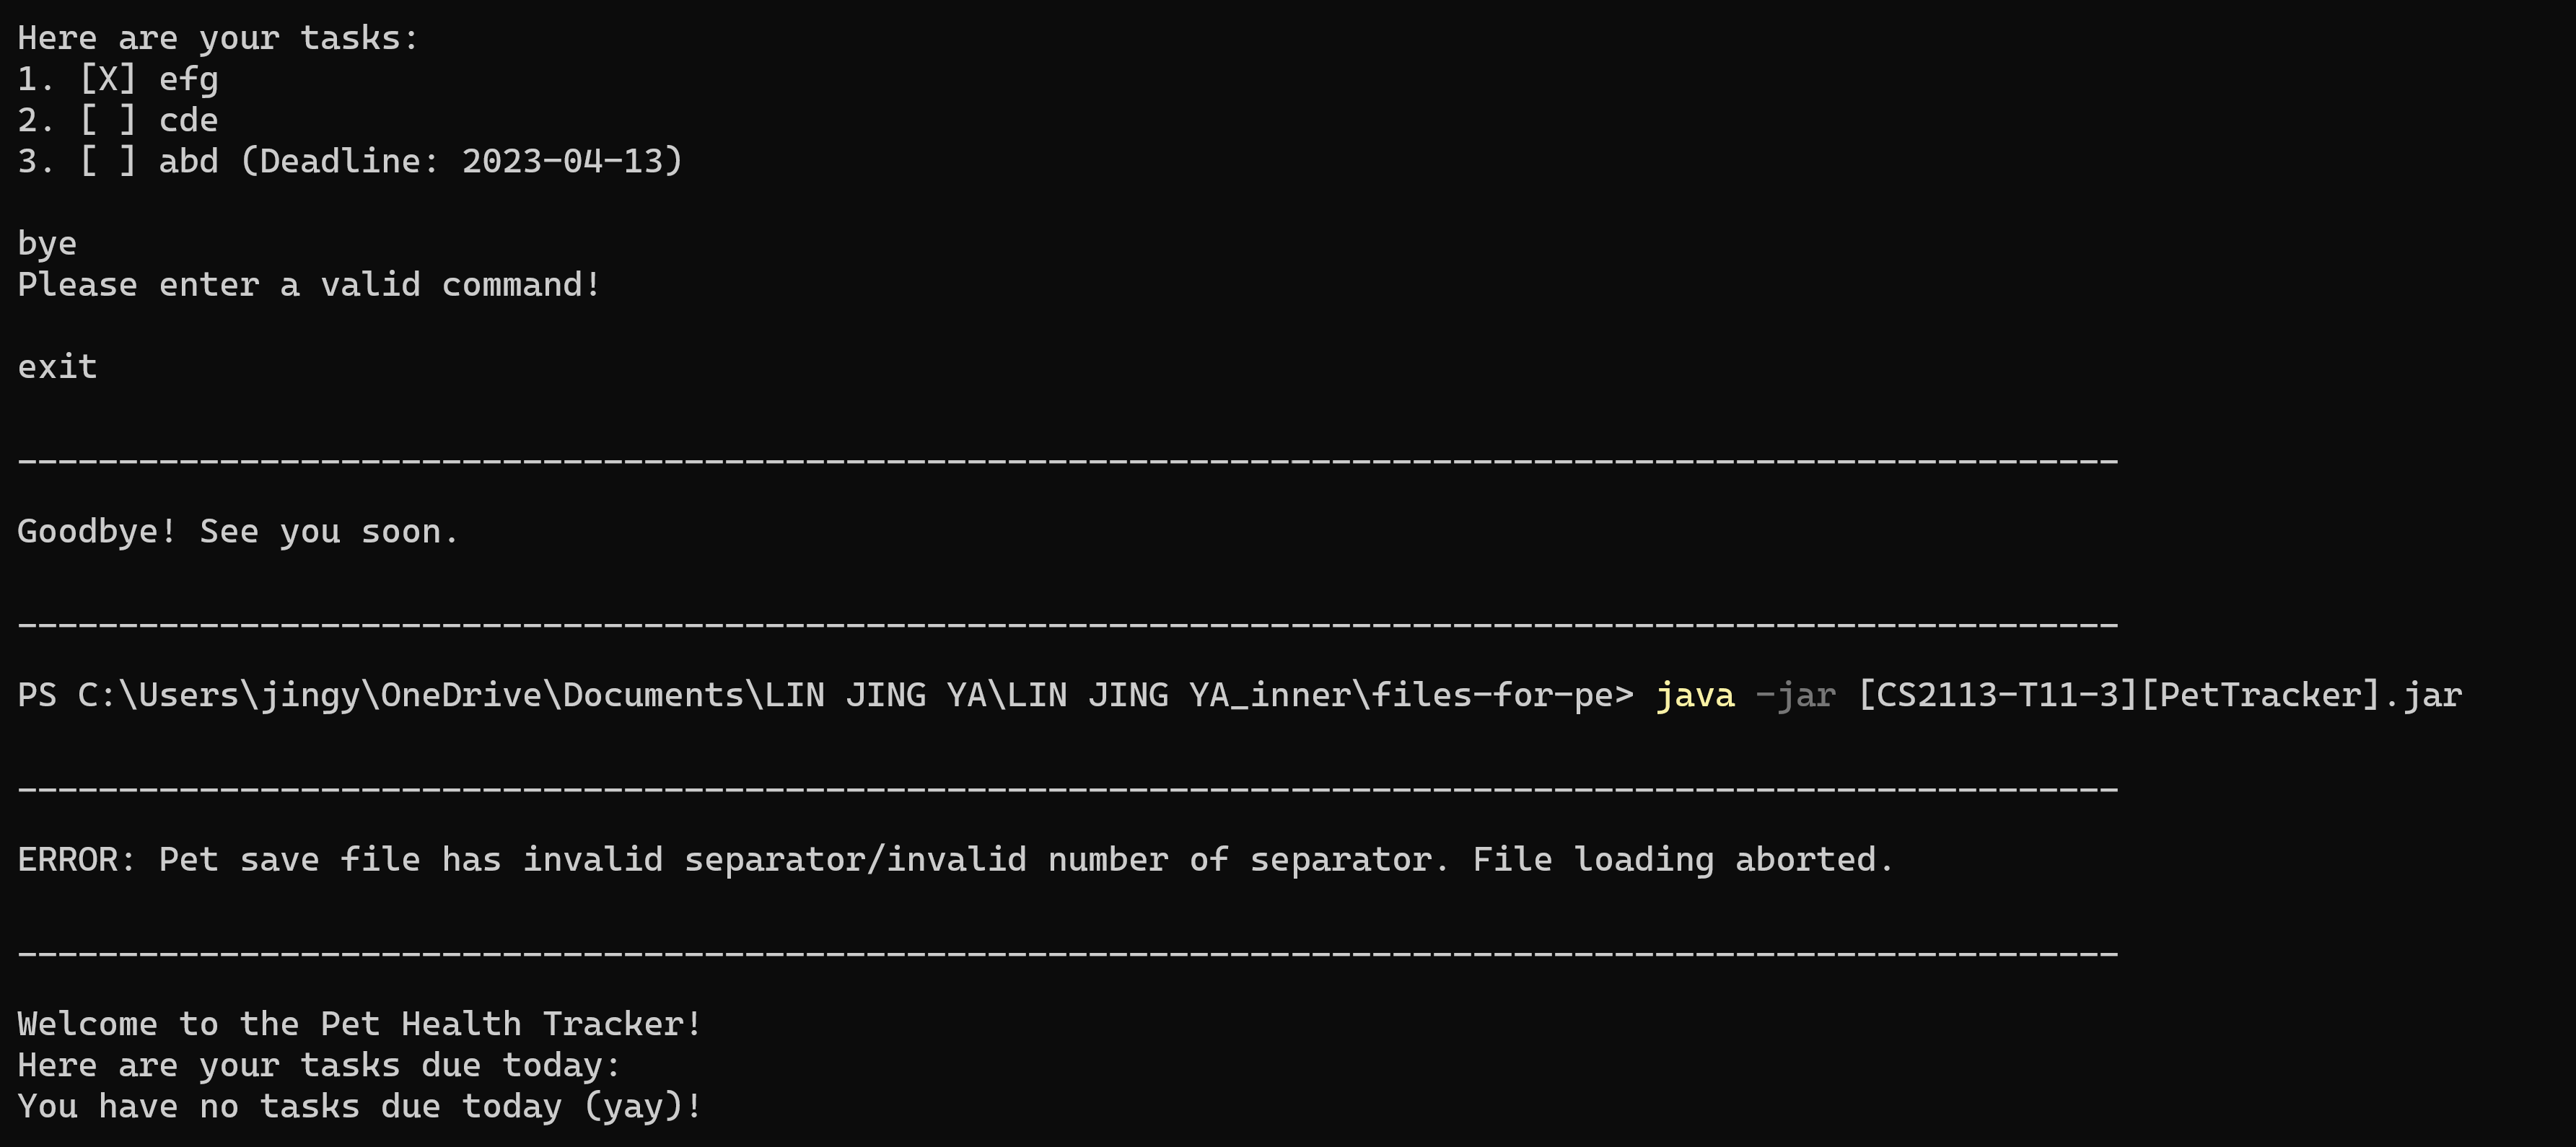 Here are your tasks:
1. [X] efg
2. [ ] cde
3. [ ] abd (Deadline: 2023-04-13)
bye
Please enter a valid command!
exit
--------------------------------------------------------------------------------------------------------
Goodbye! See you soon.
--------------------------------------------------------------------------------------------------------
PS C:\Users\jingy\OneDrive\Documents\LIN JING YA\LIN JING YA_inner\files-for-pe> java -jar [CS2113-T11-3][PetTracker].jar
--------------------------------------------------------------------------------------------------------
ERROR: Pet save file has invalid separator/invalid number of separator. File loading aborted.
--------------------------------------------------------------------------------------------------------
Welcome to the Pet Health Tracker!
Here are your tasks due today:
You have no tasks due today (yay)!